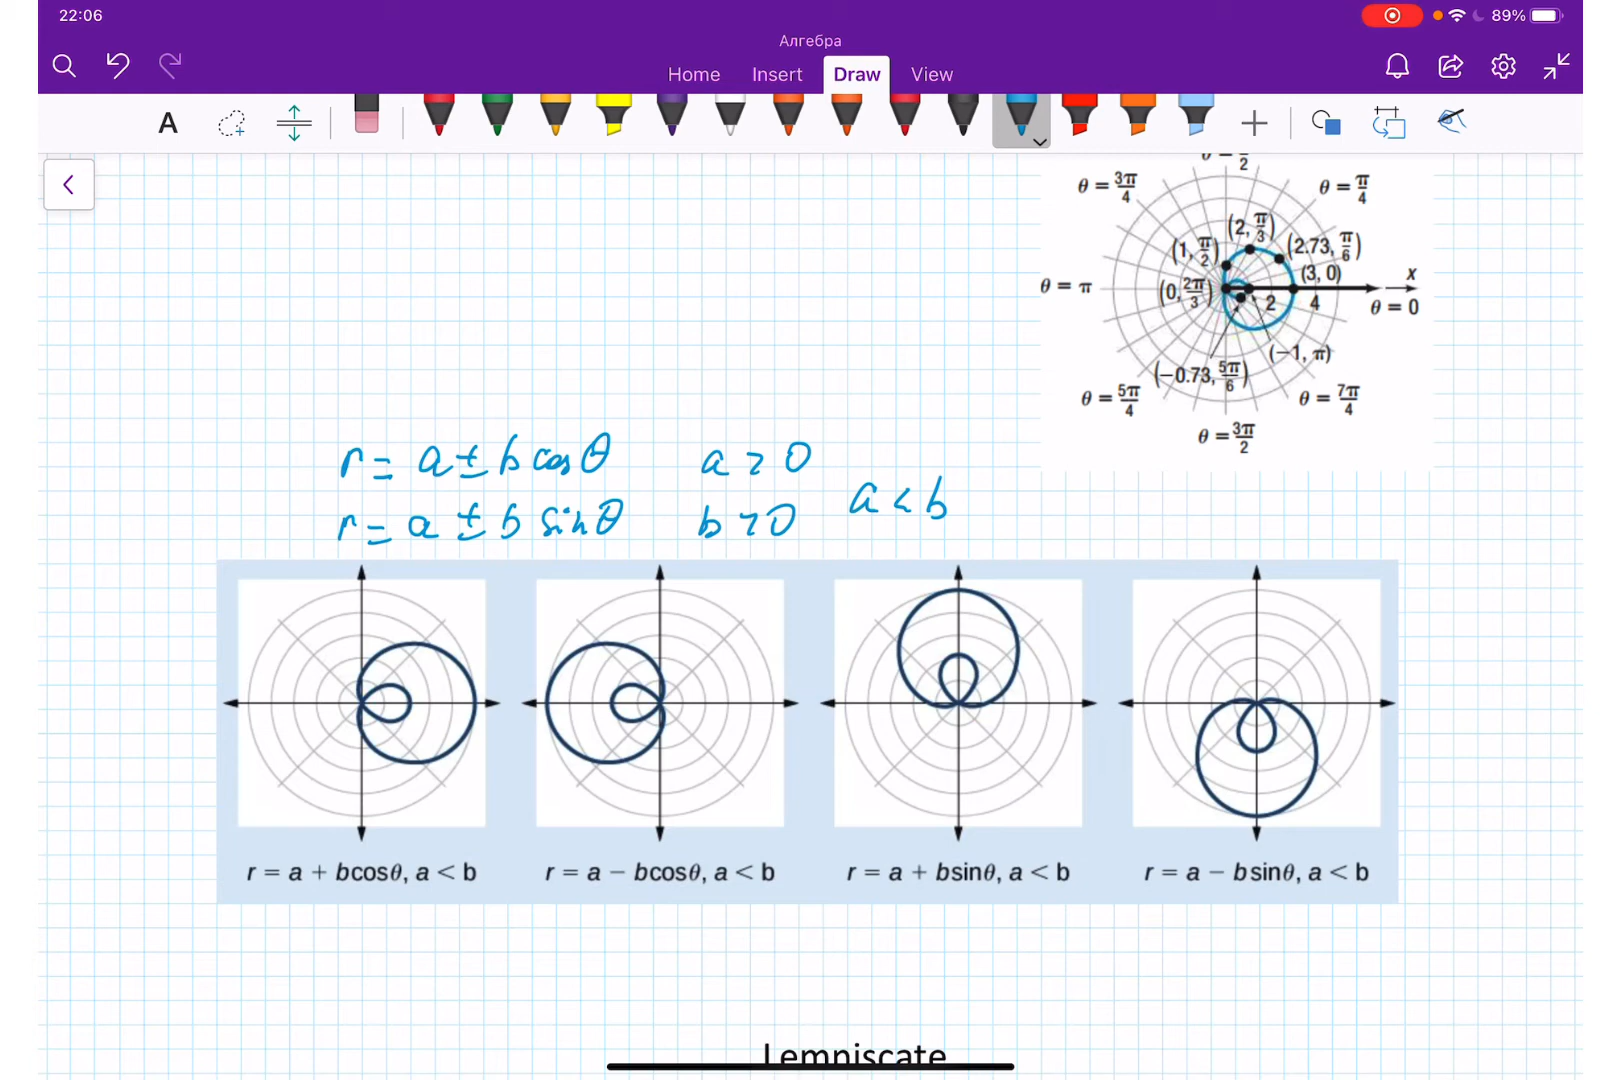 22:06
89%
Алгебра
Home Insert Draw View
A
θ = π/2
θ = 3π/4
θ = π/4
(2, π/3)
(1, π/2)
(2.73, π/6)
(3, 0)
x
θ = π
(0, 2π/3)
2
4
θ = 0
(−1, π)
(−0.73, 5π/6)
θ = 5π/4
θ = 7π/4
θ = 3π/2
r = a ± b cos θ a > 0
a < b
r = a ± b sin θ b > 0
r = a + bcosθ, a < b
r = a − bcosθ, a < b
r = a + bsinθ, a < b
r = a − bsinθ, a < b
Lemniscate